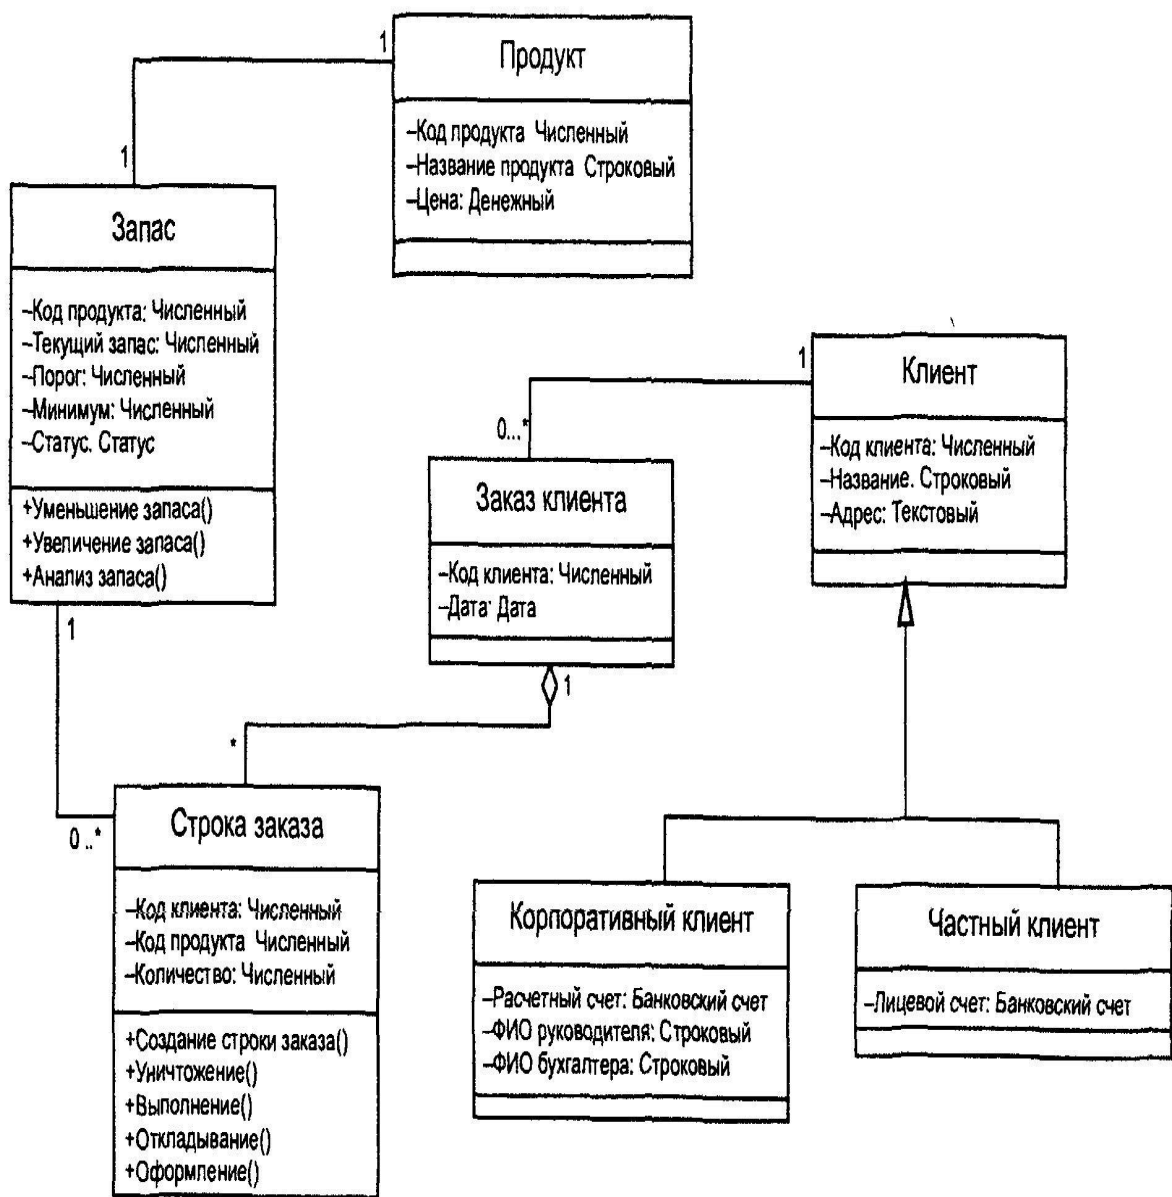 Продукт
–Код продукта Численный
–Название продукта Строковый
–Цена: Денежный
1
1
Запас
–Код продукта: Численный
–Текущий запас: Численный
–Порог: Численный
–Минимум: Численный
–Статус. Статус
+Уменьшение запаса()
+Увеличение запаса()
+Анализ запаса()
1
0 ..*
Клиент
–Код клиента: Численный
–Название. Строковый
–Адрес: Текстовый
1
0...*
Заказ клиента
–Код клиента: Численный
–Дата: Дата
1
*
Строка заказа
–Код клиента: Численный
–Код продукта Численный
–Количество: Численный
+Создание строки заказа()
+Уничтожение()
+Выполнение()
+Откладывание()
+Оформление()
Корпоративный клиент
–Расчетный счет: Банковский счет
–ФИО руководителя: Строковый
–ФИО бухгалтера: Строковый
Частный клиент
–Лицевой счет: Банковский счет